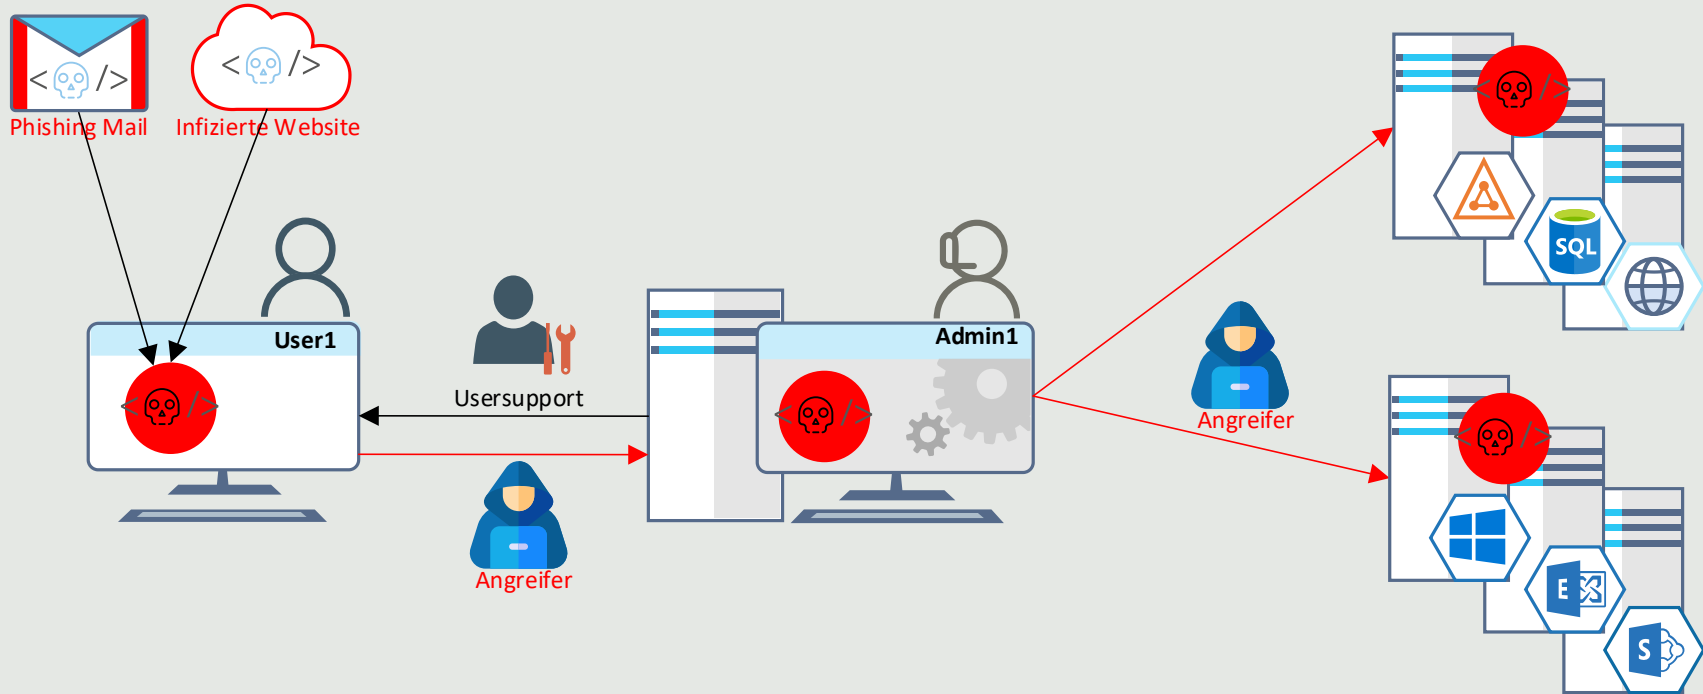 </>
</>
Phishing Mail
Infizierte Website
User1
Admin1
</>
</>
Usersupport
Angreifer
Angreifer
</>
SQL
</>
E
S